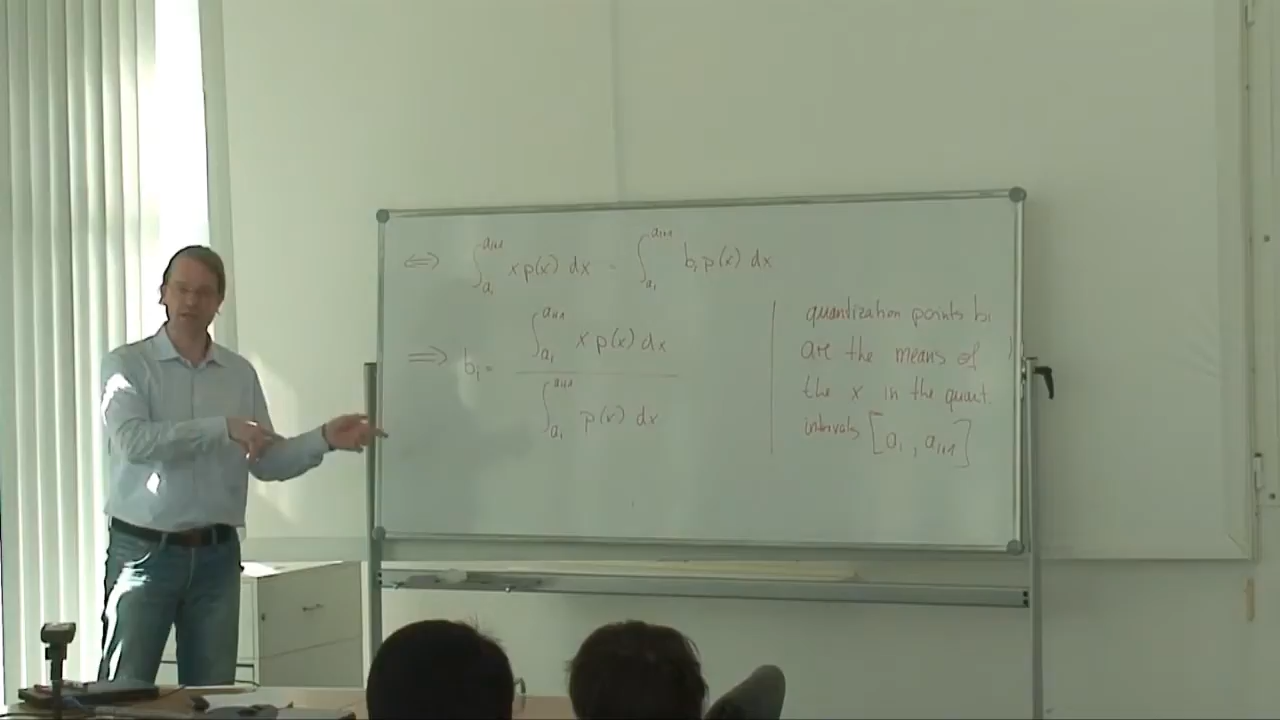 ⟺ ∫_{a_i}^{a_{i+1}} x p(x) dx = ∫_{a_i}^{a_{i+1}} b_i p(x) dx
⟹ b_i = \frac{∫_{a_i}^{a_{i+1}} x p(x) dx}{∫_{a_i}^{a_{i+1}} p(x) dx}
quantization points b_i
are the means of
the x in the quant.
intervals [a_i, a_{i+1}]